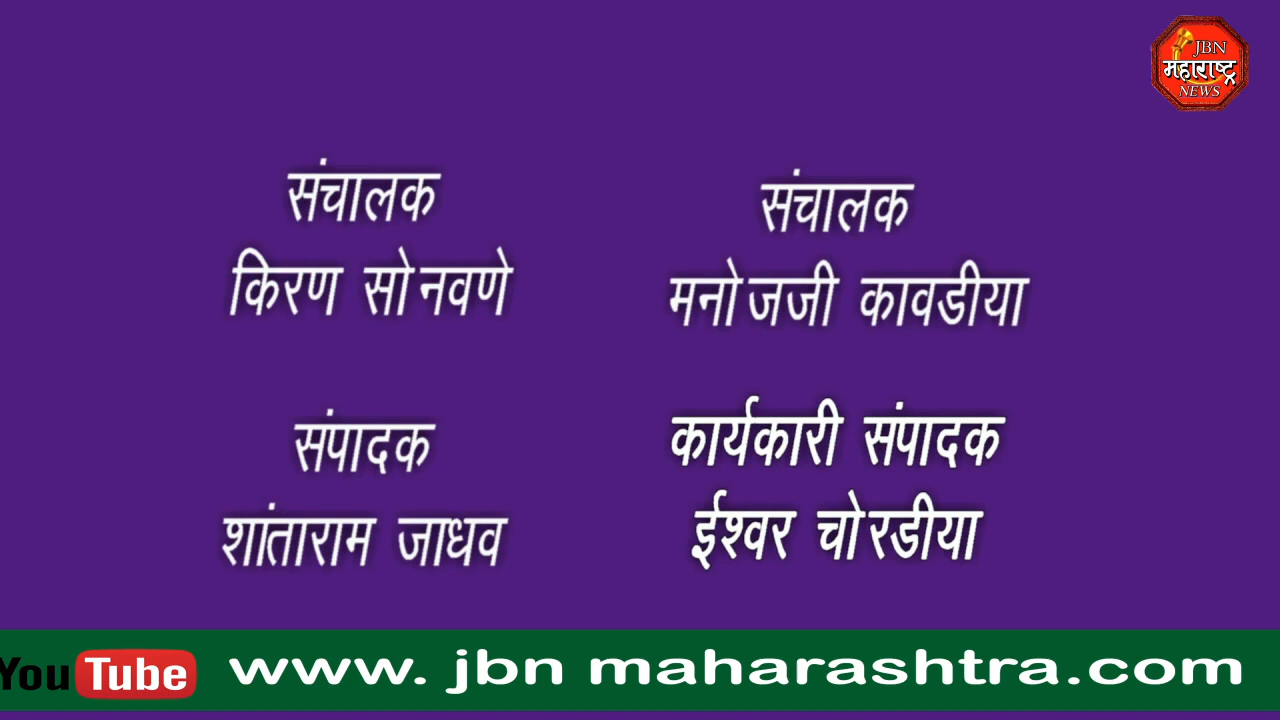 JBN
महाराष्ट्र
NEWS
संचालक
किरण सोनवणे
संचालक
मनोजजी कावडीया
संपादक
शांताराम जाधव
कार्यकारी संपादक
ईश्वर चोरडीया
YouTube www. jbn maharashtra.com